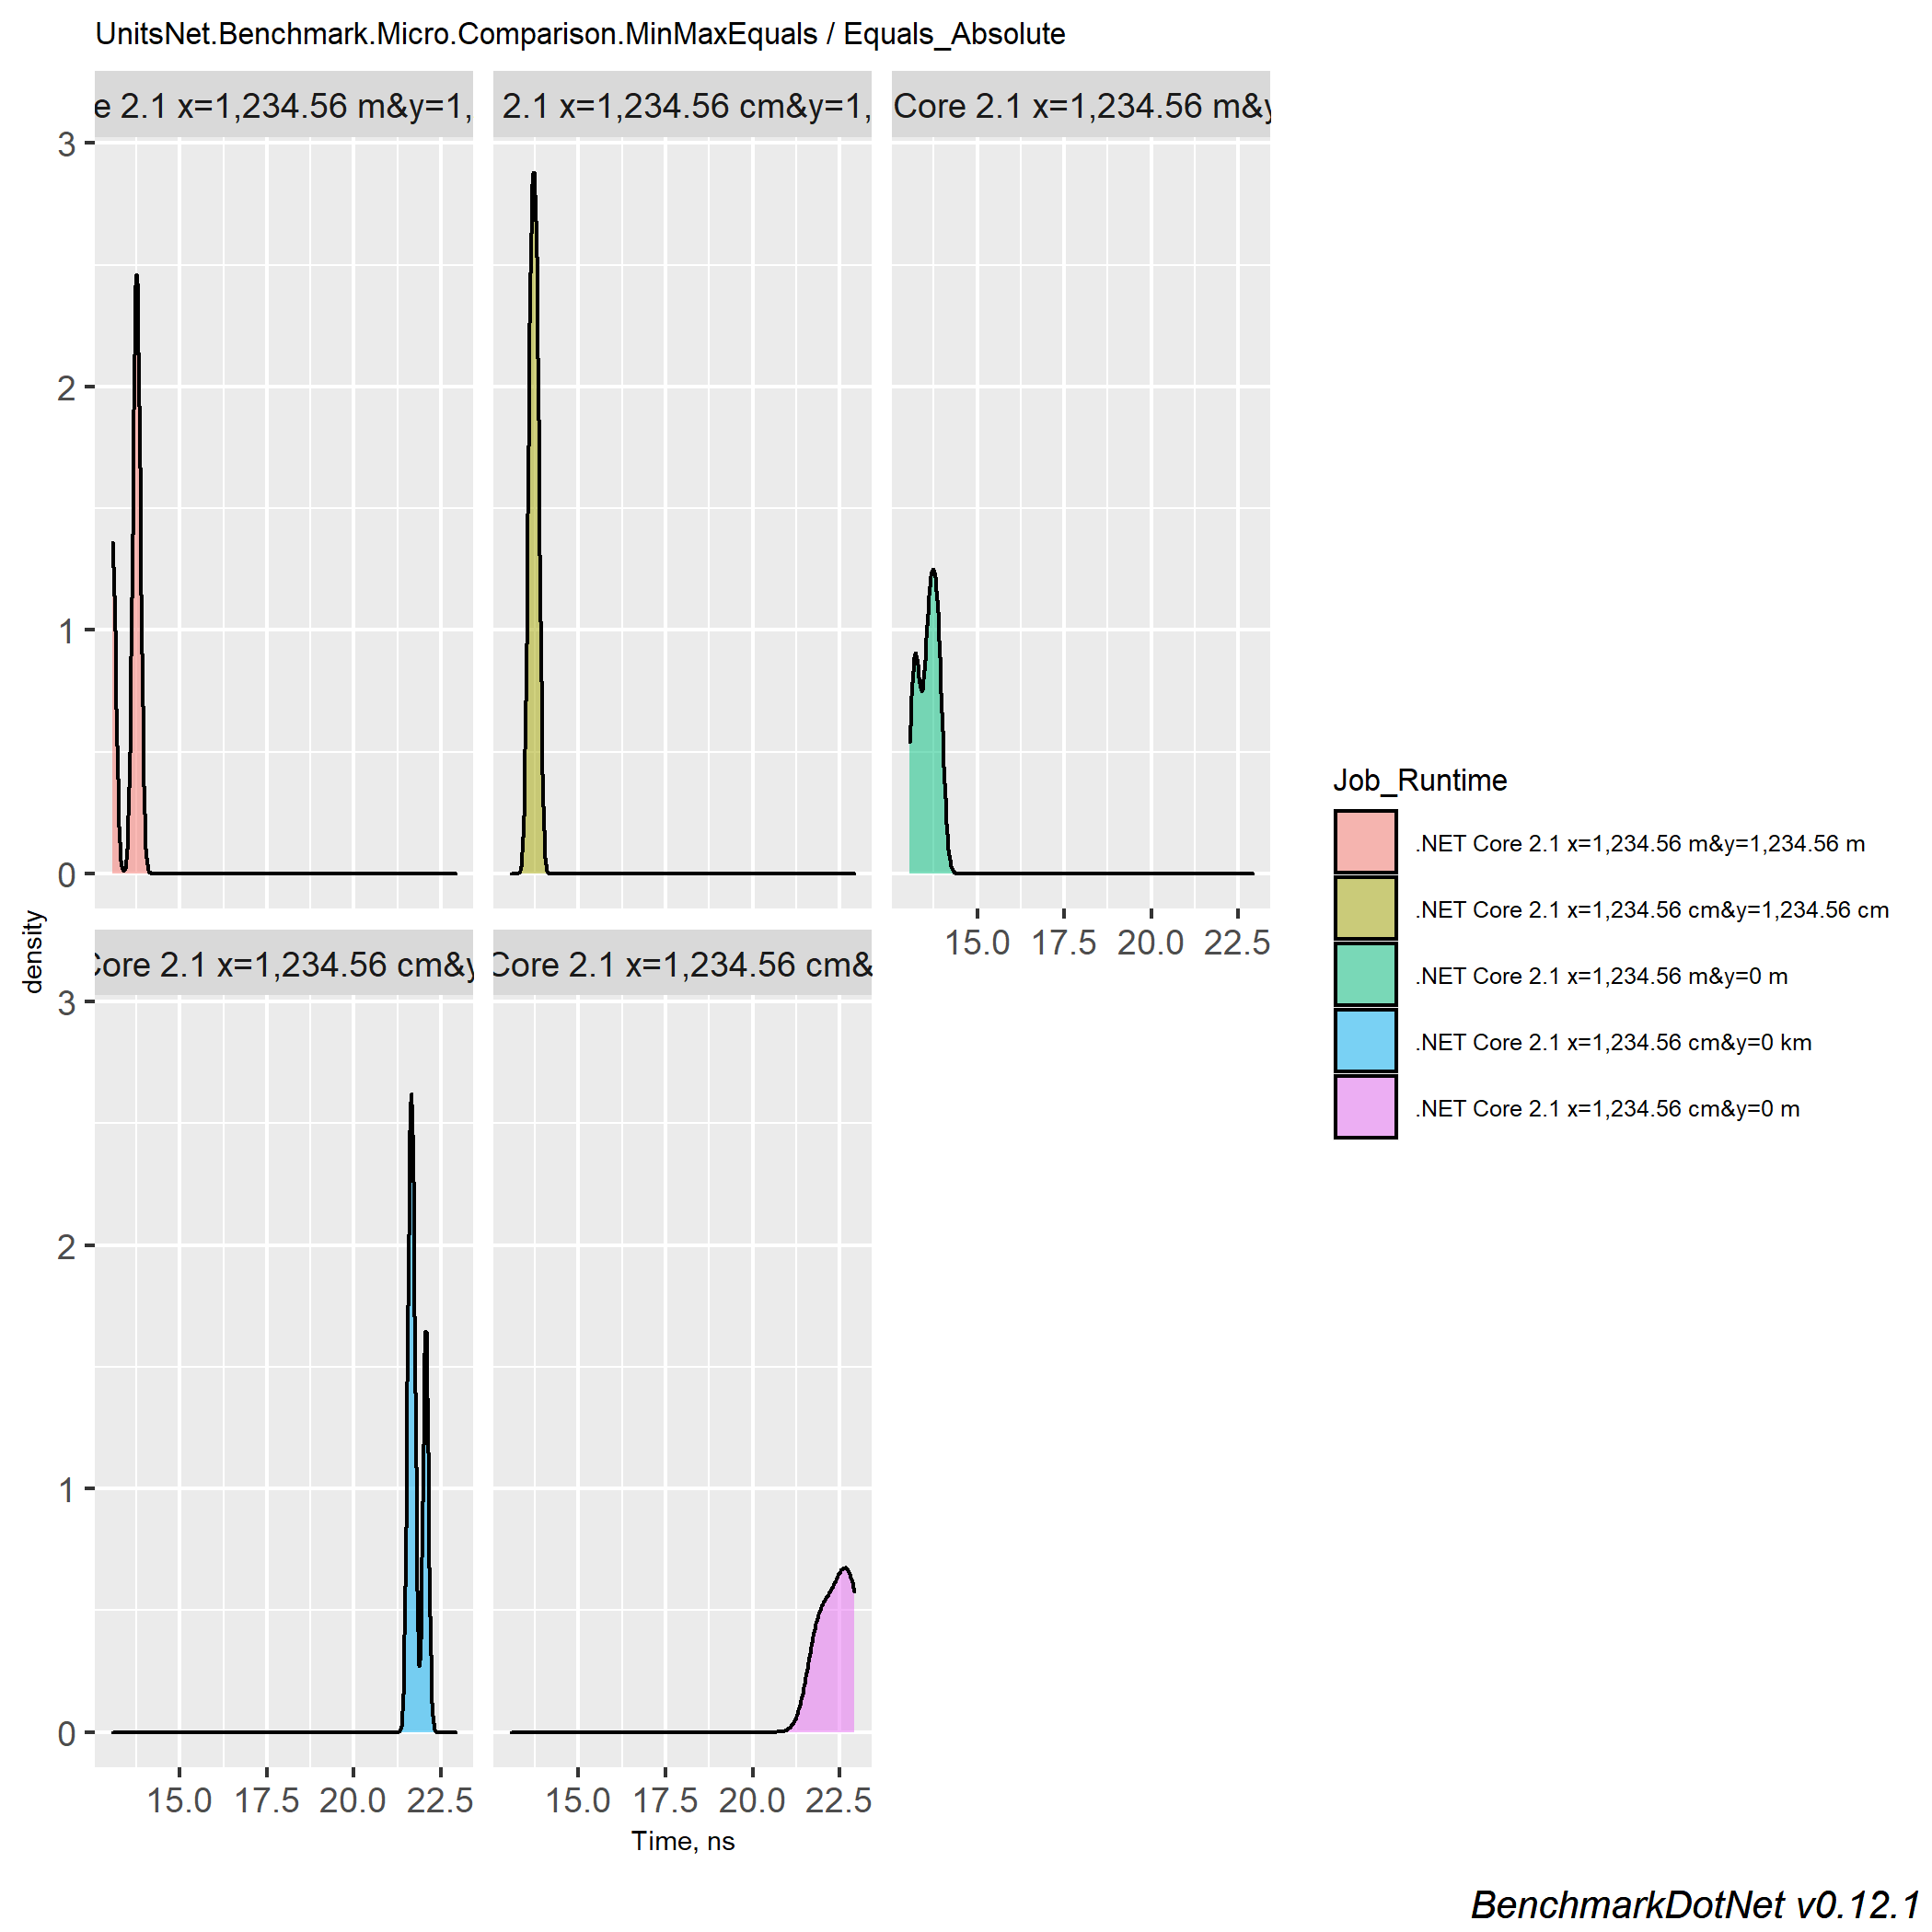 UnitsNet.Benchmark.Micro.Comparison.MinMaxEquals / Equals_Absolute
e 2.1 x=1,234.56 m&y=1,
2.1 x=1,234.56 cm&y=1,
Core 2.1 x=1,234.56 m&y
3
2
1
0
15.0 17.5 20.0 22.5
density
Core 2.1 x=1,234.56 cm&y
Core 2.1 x=1,234.56 cm&
3
2
1
0
15.0 17.5 20.0 22.5
15.0 17.5 20.0 22.5
Time, ns
Job_Runtime
.NET Core 2.1 x=1,234.56 m&y=1,234.56 m
.NET Core 2.1 x=1,234.56 cm&y=1,234.56 cm
.NET Core 2.1 x=1,234.56 m&y=0 m
.NET Core 2.1 x=1,234.56 cm&y=0 km
.NET Core 2.1 x=1,234.56 cm&y=0 m
BenchmarkDotNet v0.12.1